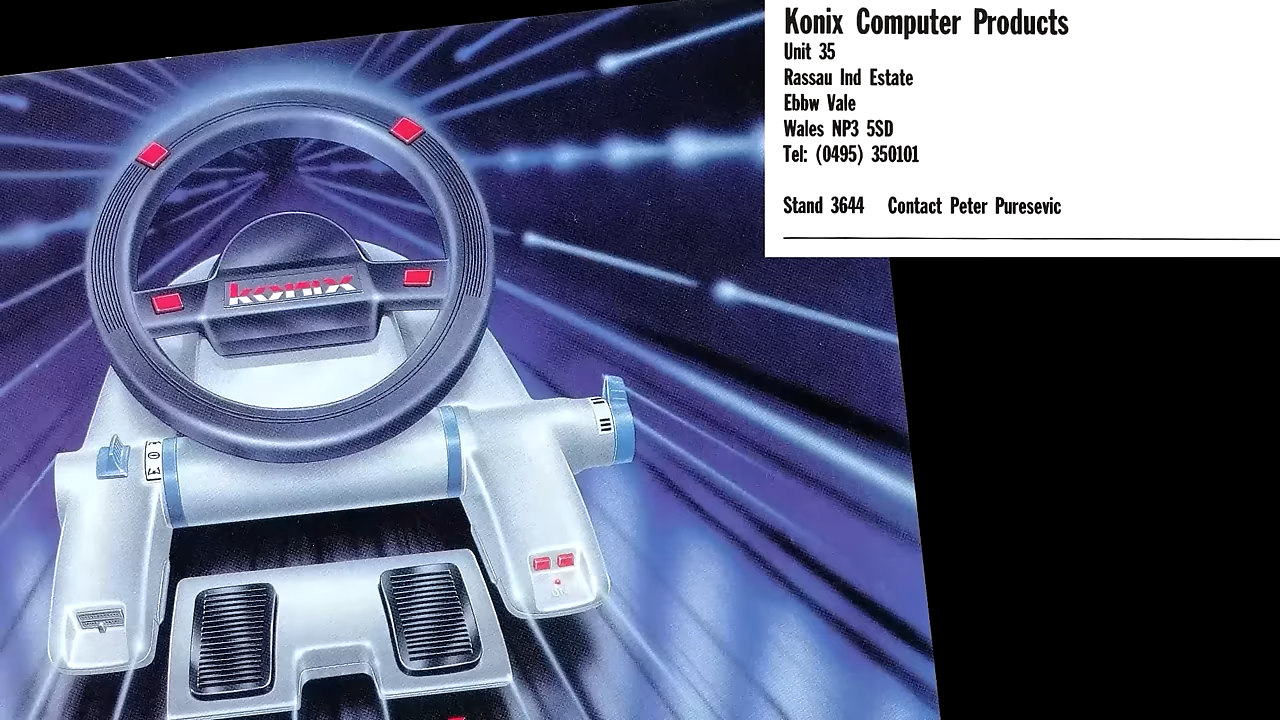 Konix Computer Products
Unit 35
Rassau Ind Estate
Ebbw Vale
Wales NP3 5SD
Tel: (0495) 350101
Stand 3644 Contact Peter Puresevic
konix